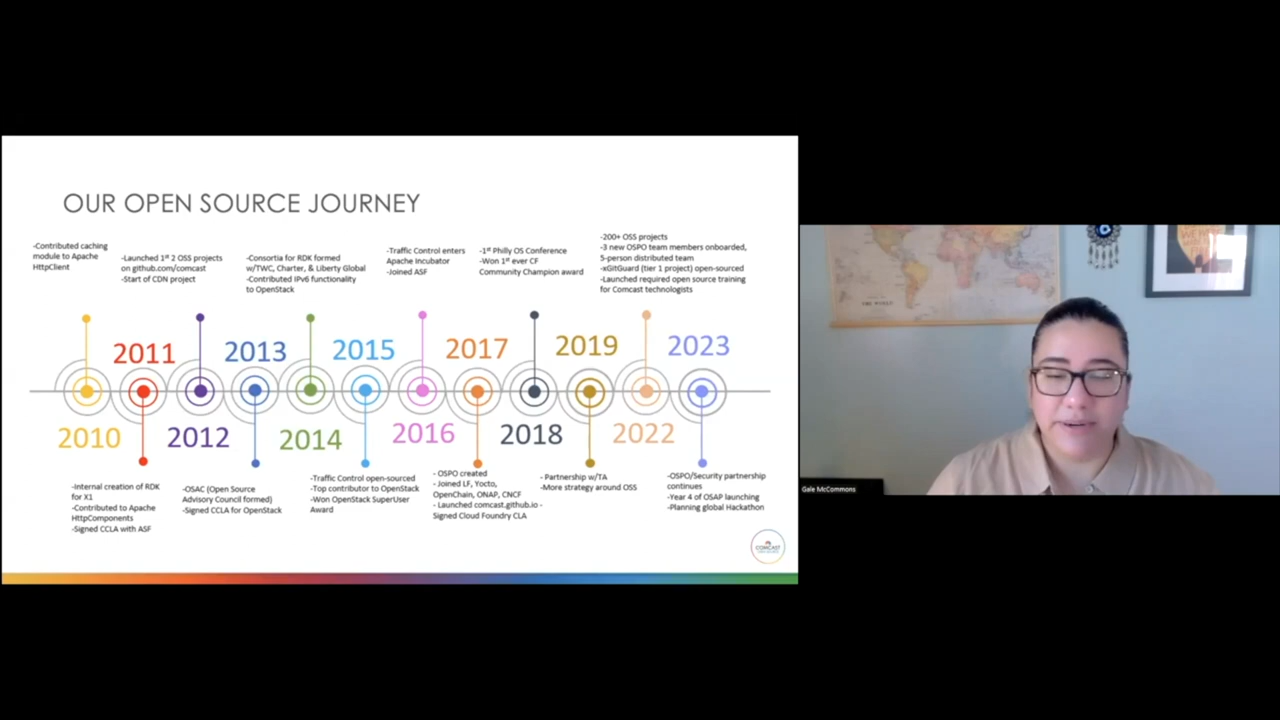 OUR OPEN SOURCE JOURNEY
-Contributed caching
module to Apache
HttpClient
-Launched 1st 2 OSS projects
on github.com/comcast
-Start of CDN project
-Consortia for RDK formed
w/TWC, Charter, & Liberty Global
-Contributed IPv6 functionality
to OpenStack
-Traffic Control enters
Apache Incubator
-Joined ASF
-1st Philly OS Conference
-Won 1st ever CF
Community Champion award
-200+ OSS projects
-3 new OSPO team members onboarded,
5-person distributed team
-xGitGuard (tier 1 project) open-sourced
-Launched required open source training
for Comcast technologists
2011
2013
2015
2017
2019
2023
2010
2012
2014
2016
2018
2022
-Internal creation of RDK
for X1
-Contributed to Apache
HttpComponents
-Signed CCLA with ASF
-OSAC (Open Source
Advisory Council formed)
-Signed CCLA for OpenStack
-Traffic Control open-sourced
-Top contributor to OpenStack
-Won OpenStack SuperUser
Award
- OSPO created
- Joined LF, Yocto,
OpenChain, ONAP, CNCF
- Launched comcast.github.io -
Signed Cloud Foundry CLA
- Partnership w/TA
-More strategy around OSS
-OSPO/Security partnership
continues
-Year 4 of OSAP launching
-Planning global Hackathon
COMCAST
Gale McCommons